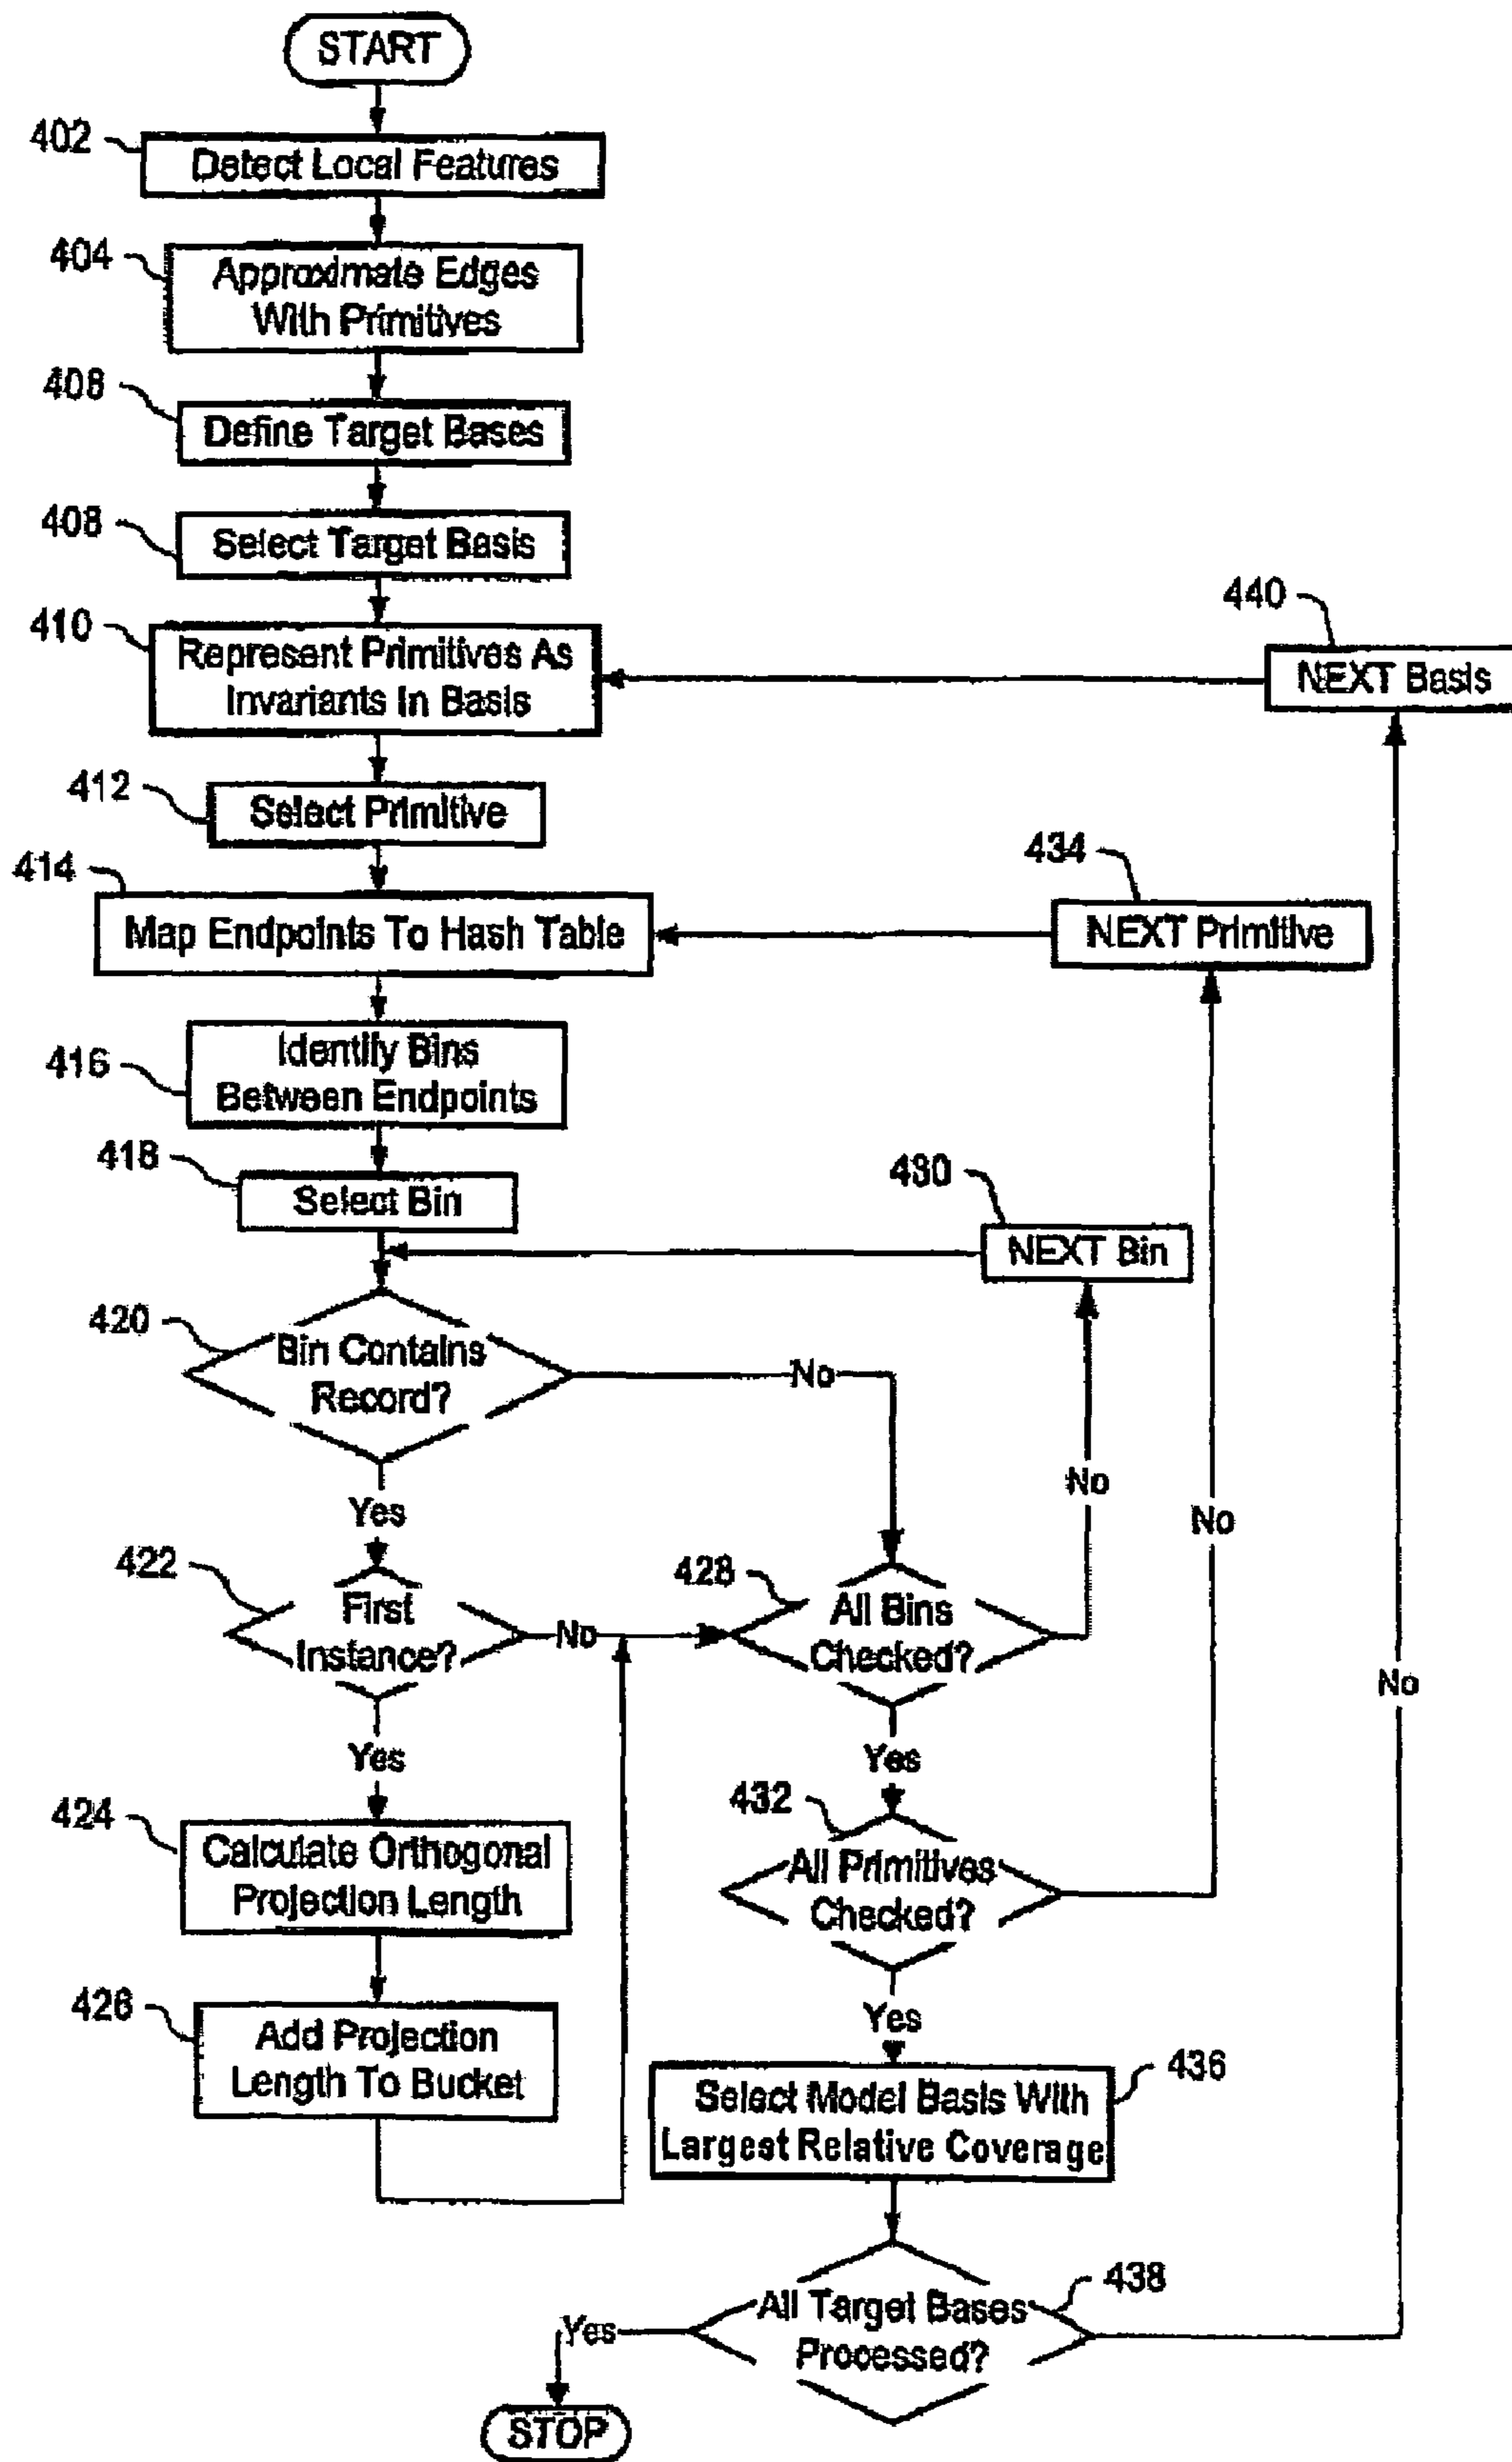 START
402
Detect Local Features
404
Approximate Edges
With Primitives
408
Define Target Bases
408
Select Target Basis
410
Represent Primitives As
Invariants In Basis
440
NEXT Basis
412
Select Primitive
414
Map Endpoints To Hash Table
434
NEXT Primitive
416
Identify Bins
Between Endpoints
418
Select Bin
430
NEXT Bin
420
Bin Contains
Record?
No
Yes
No
No
No
422
First
Instance?
No
428
All Bins
Checked?
Yes
Yes
424
Calculate Orthogonal
Projection Length
432
All Primitives
Checked?
426
Add Projection
Length To Bucket
Yes
436
Select Model Basis With
Largest Relative Coverage
438
All Target Bases
Processed?
Yes
STOP